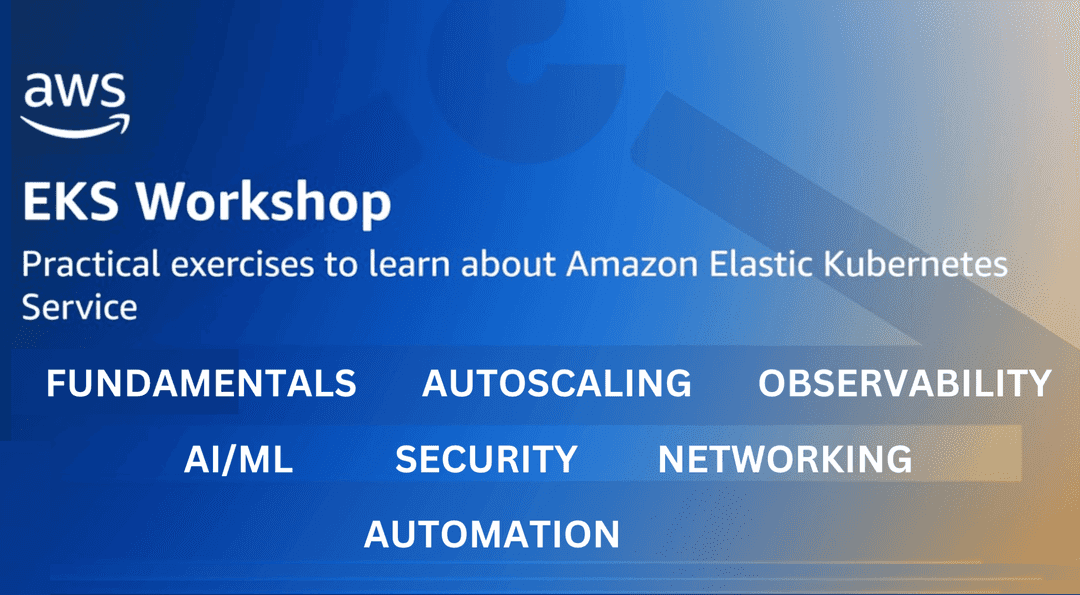 aws
EKS Workshop
Practical exercises to learn about Amazon Elastic Kubernetes
Service
FUNDAMENTALS AUTOSCALING OBSERVABILITY
AI/ML SECURITY NETWORKING
AUTOMATION